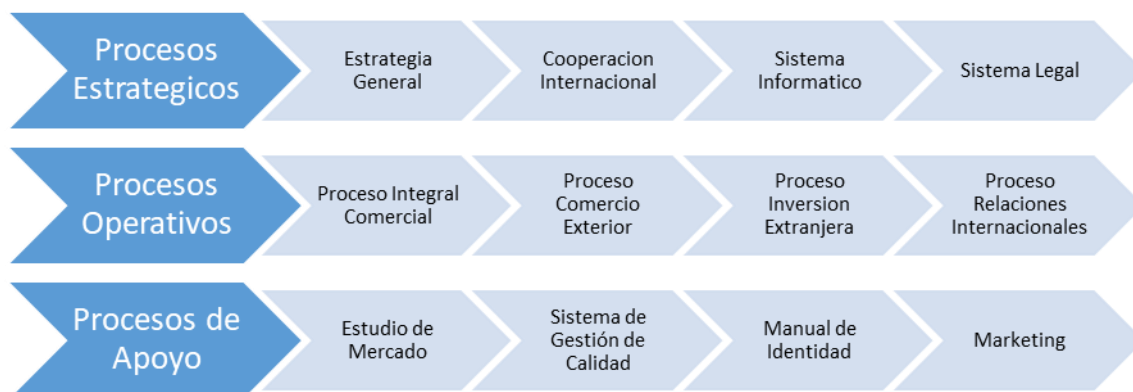 Procesos
Estrategicos
Estrategia
General
Cooperacion
Internacional
Sistema
Informatico
Sistema Legal
Procesos
Operativos
Proceso Integral
Comercial
Proceso
Comercio
Exterior
Proceso
Inversion
Extranjera
Proceso
Relaciones
Internacionales
Procesos de
Apoyo
Estudio de
Mercado
Sistema de
Gestión de
Calidad
Manual de
Identidad
Marketing